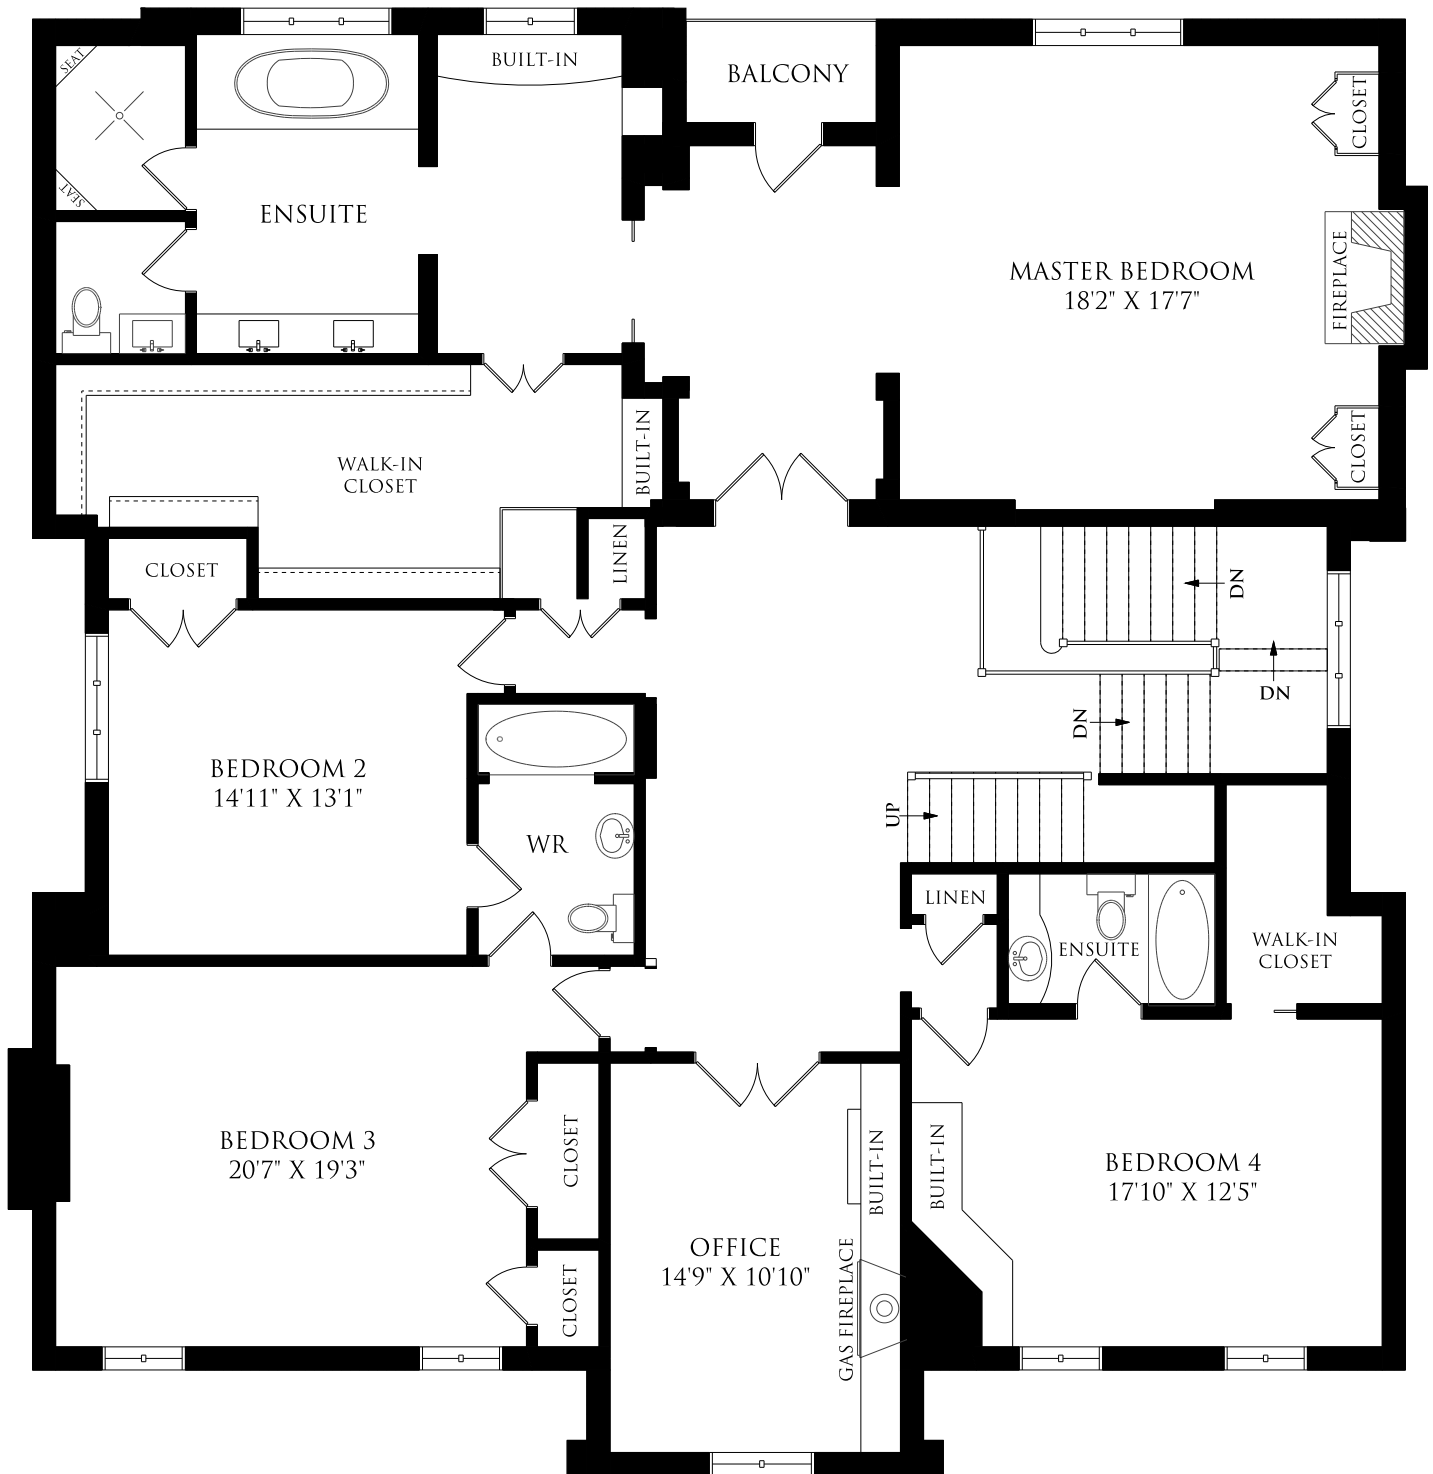 SEAT
SEAT
BUILT-IN
BALCONY
CLOSET
ENSUITE
MASTER BEDROOM
18'2" X 17'7"
FIREPLACE
CLOSET
WALK-IN
CLOSET
BUILT-IN
LINEN
CLOSET
DN
DN
DN
BEDROOM 2
14'11" X 13'1"
WR
UP
LINEN
ENSUITE
WALK-IN
CLOSET
BEDROOM 3
20'7" X 19'3"
CLOSET
CLOSET
OFFICE
14'9" X 10'10"
BUILT-IN
GAS FIREPLACE
BUILT-IN
BEDROOM 4
17'10" X 12'5"